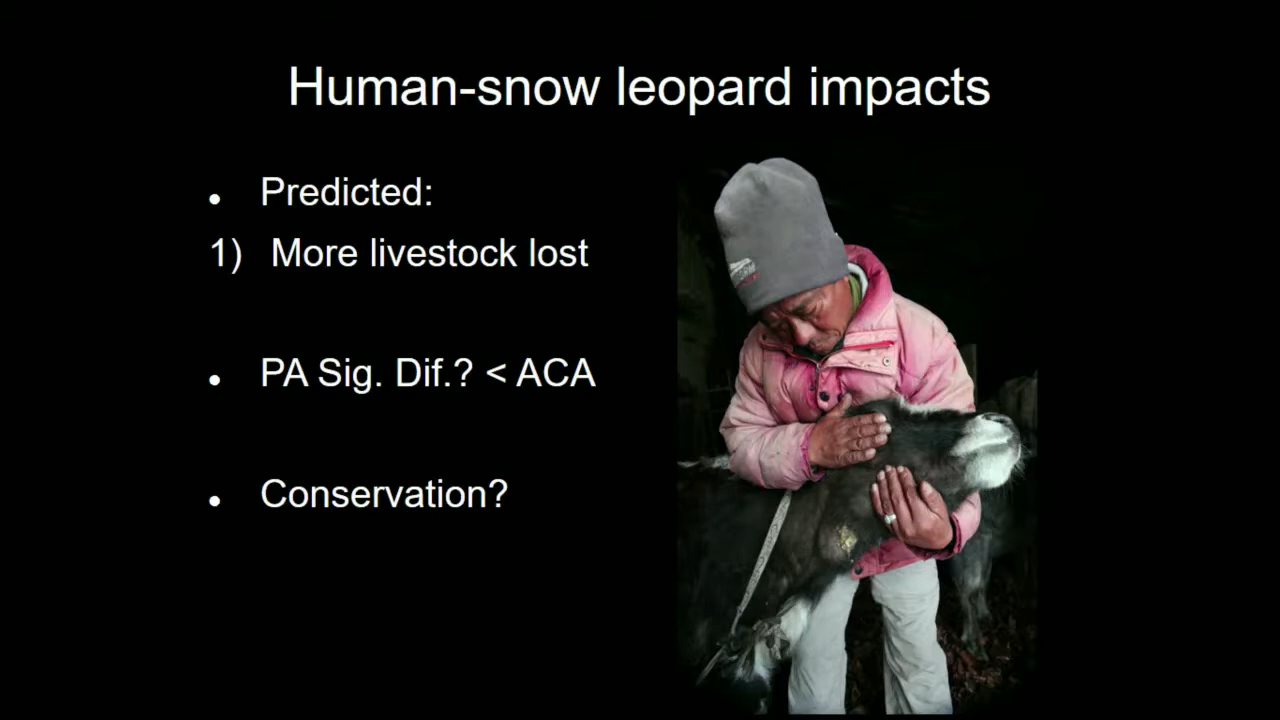 Human-snow leopard impacts
• Predicted:
1) More livestock lost
• PA Sig. Dif.? < ACA
• Conservation?